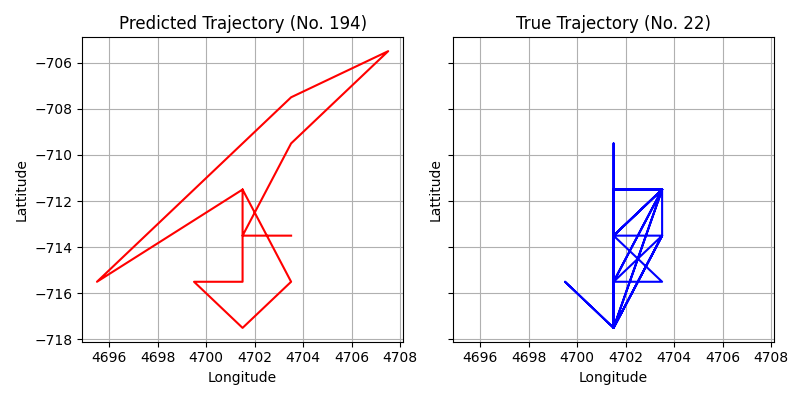 Predicted Trajectory (No. 194)
True Trajectory (No. 22)
−706
−708
−710
−712
−714
−716
−718
Lattitude
Lattitude
4696 4698 4700 4702 4704 4706 4708
4696 4698 4700 4702 4704 4706 4708
Longitude
Longitude